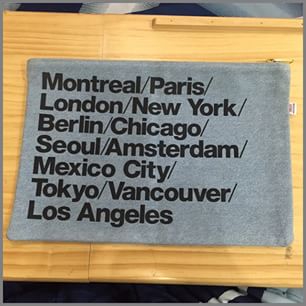 Montreal/Paris/
London/New York/
Berlin/Chicago/
Seoul/Amsterdam/
Mexico City/
Tokyo/Vancouver/
Los Angeles